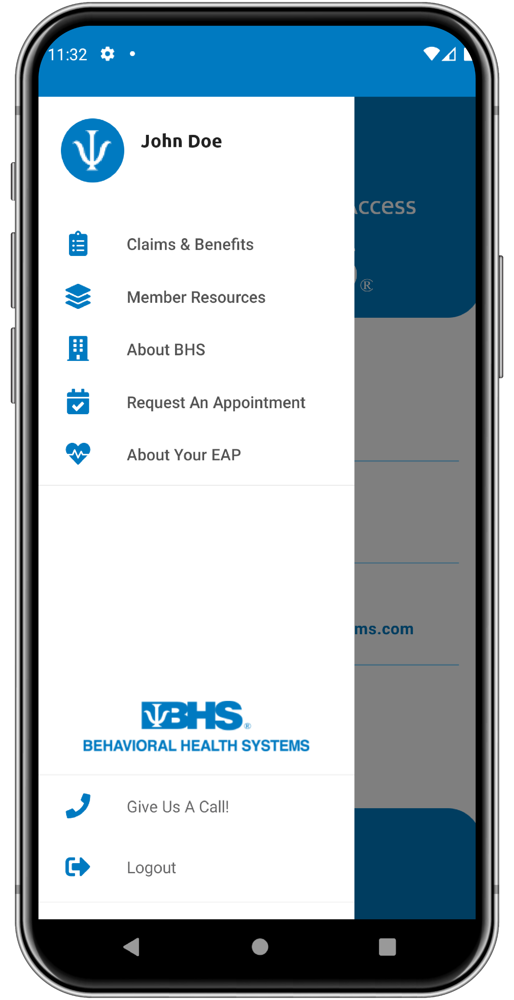 11:32
John Doe
Access
Claims & Benefits
®
Member Resources
About BHS
Request An Appointment
About Your EAP
ms.com
BHS®
BEHAVIORAL HEALTH SYSTEMS
Give Us A Call!
Logout